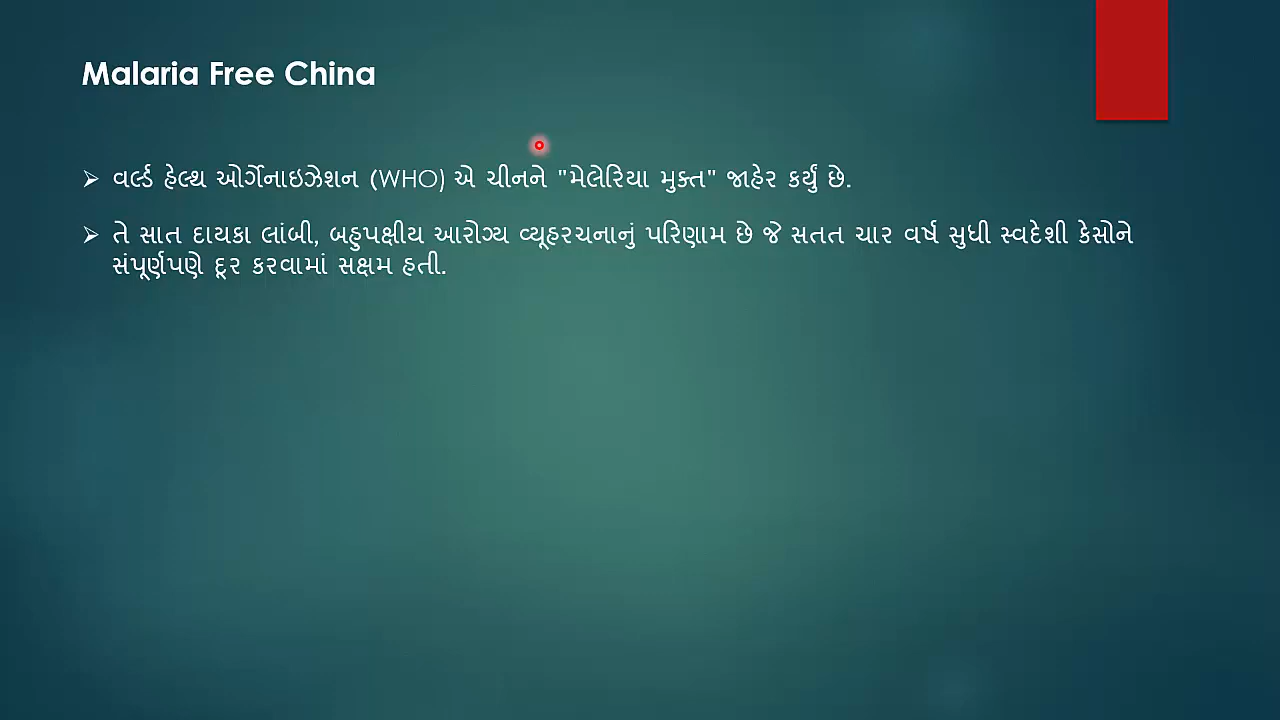 Malaria Free China
➢ વર્લ્ડ હેલ્થ ઓર્ગેનાઇઝેશન (WHO) એ ચીનને "મેલેરિયા મુક્ત" જાહેર કર્યું છે.
➢ તે સાત દાયકા લાંબી, બહુપક્ષીય આરોગ્ય વ્યૂહરચનાનું પરિણામ છે જે સતત ચાર વર્ષ સુધી સ્વદેશી કેસોને
સંપૂર્ણપણે દૂર કરવામાં સક્ષમ હતી.